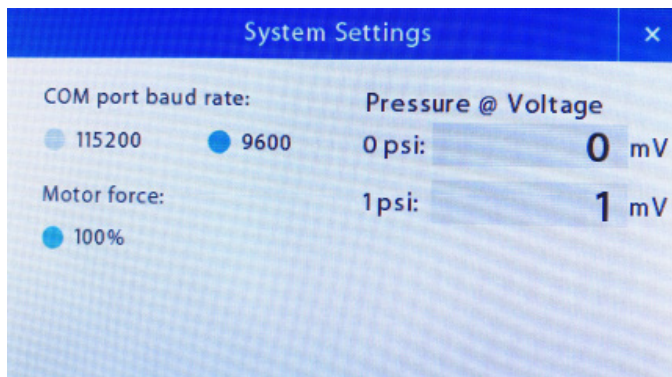 System Settings ×
COM port baud rate:
115200 9600
Motor force:
100%
Pressure @ Voltage
0 psi: 0 mV
1 psi: 1 mV